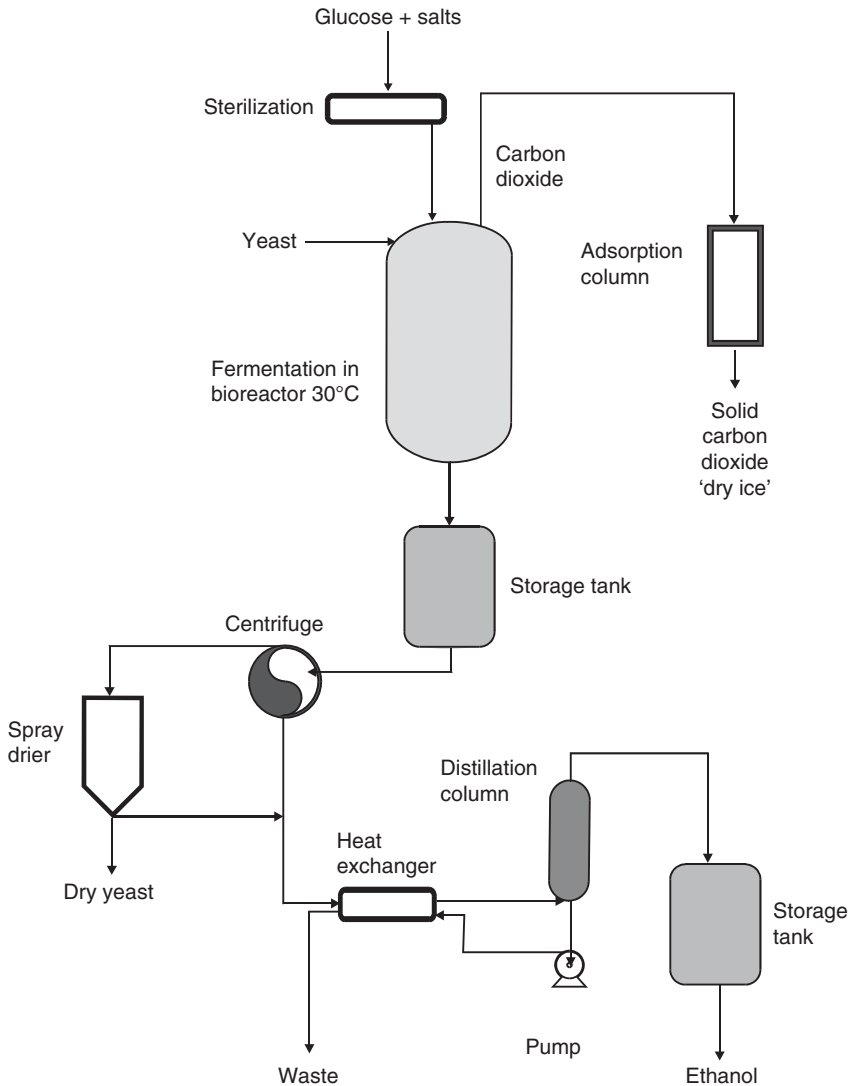 Glucose + salts
Sterilization
Carbon
dioxide
Yeast
Adsorption
column
Fermentation in
bioreactor 30°C
Solid
carbon
dioxide
‘dry ice’
Storage tank
Centrifuge
Spray
drier
Distillation
column
Heat
exchanger
Dry yeast
Storage
tank
Pump
Waste
Ethanol